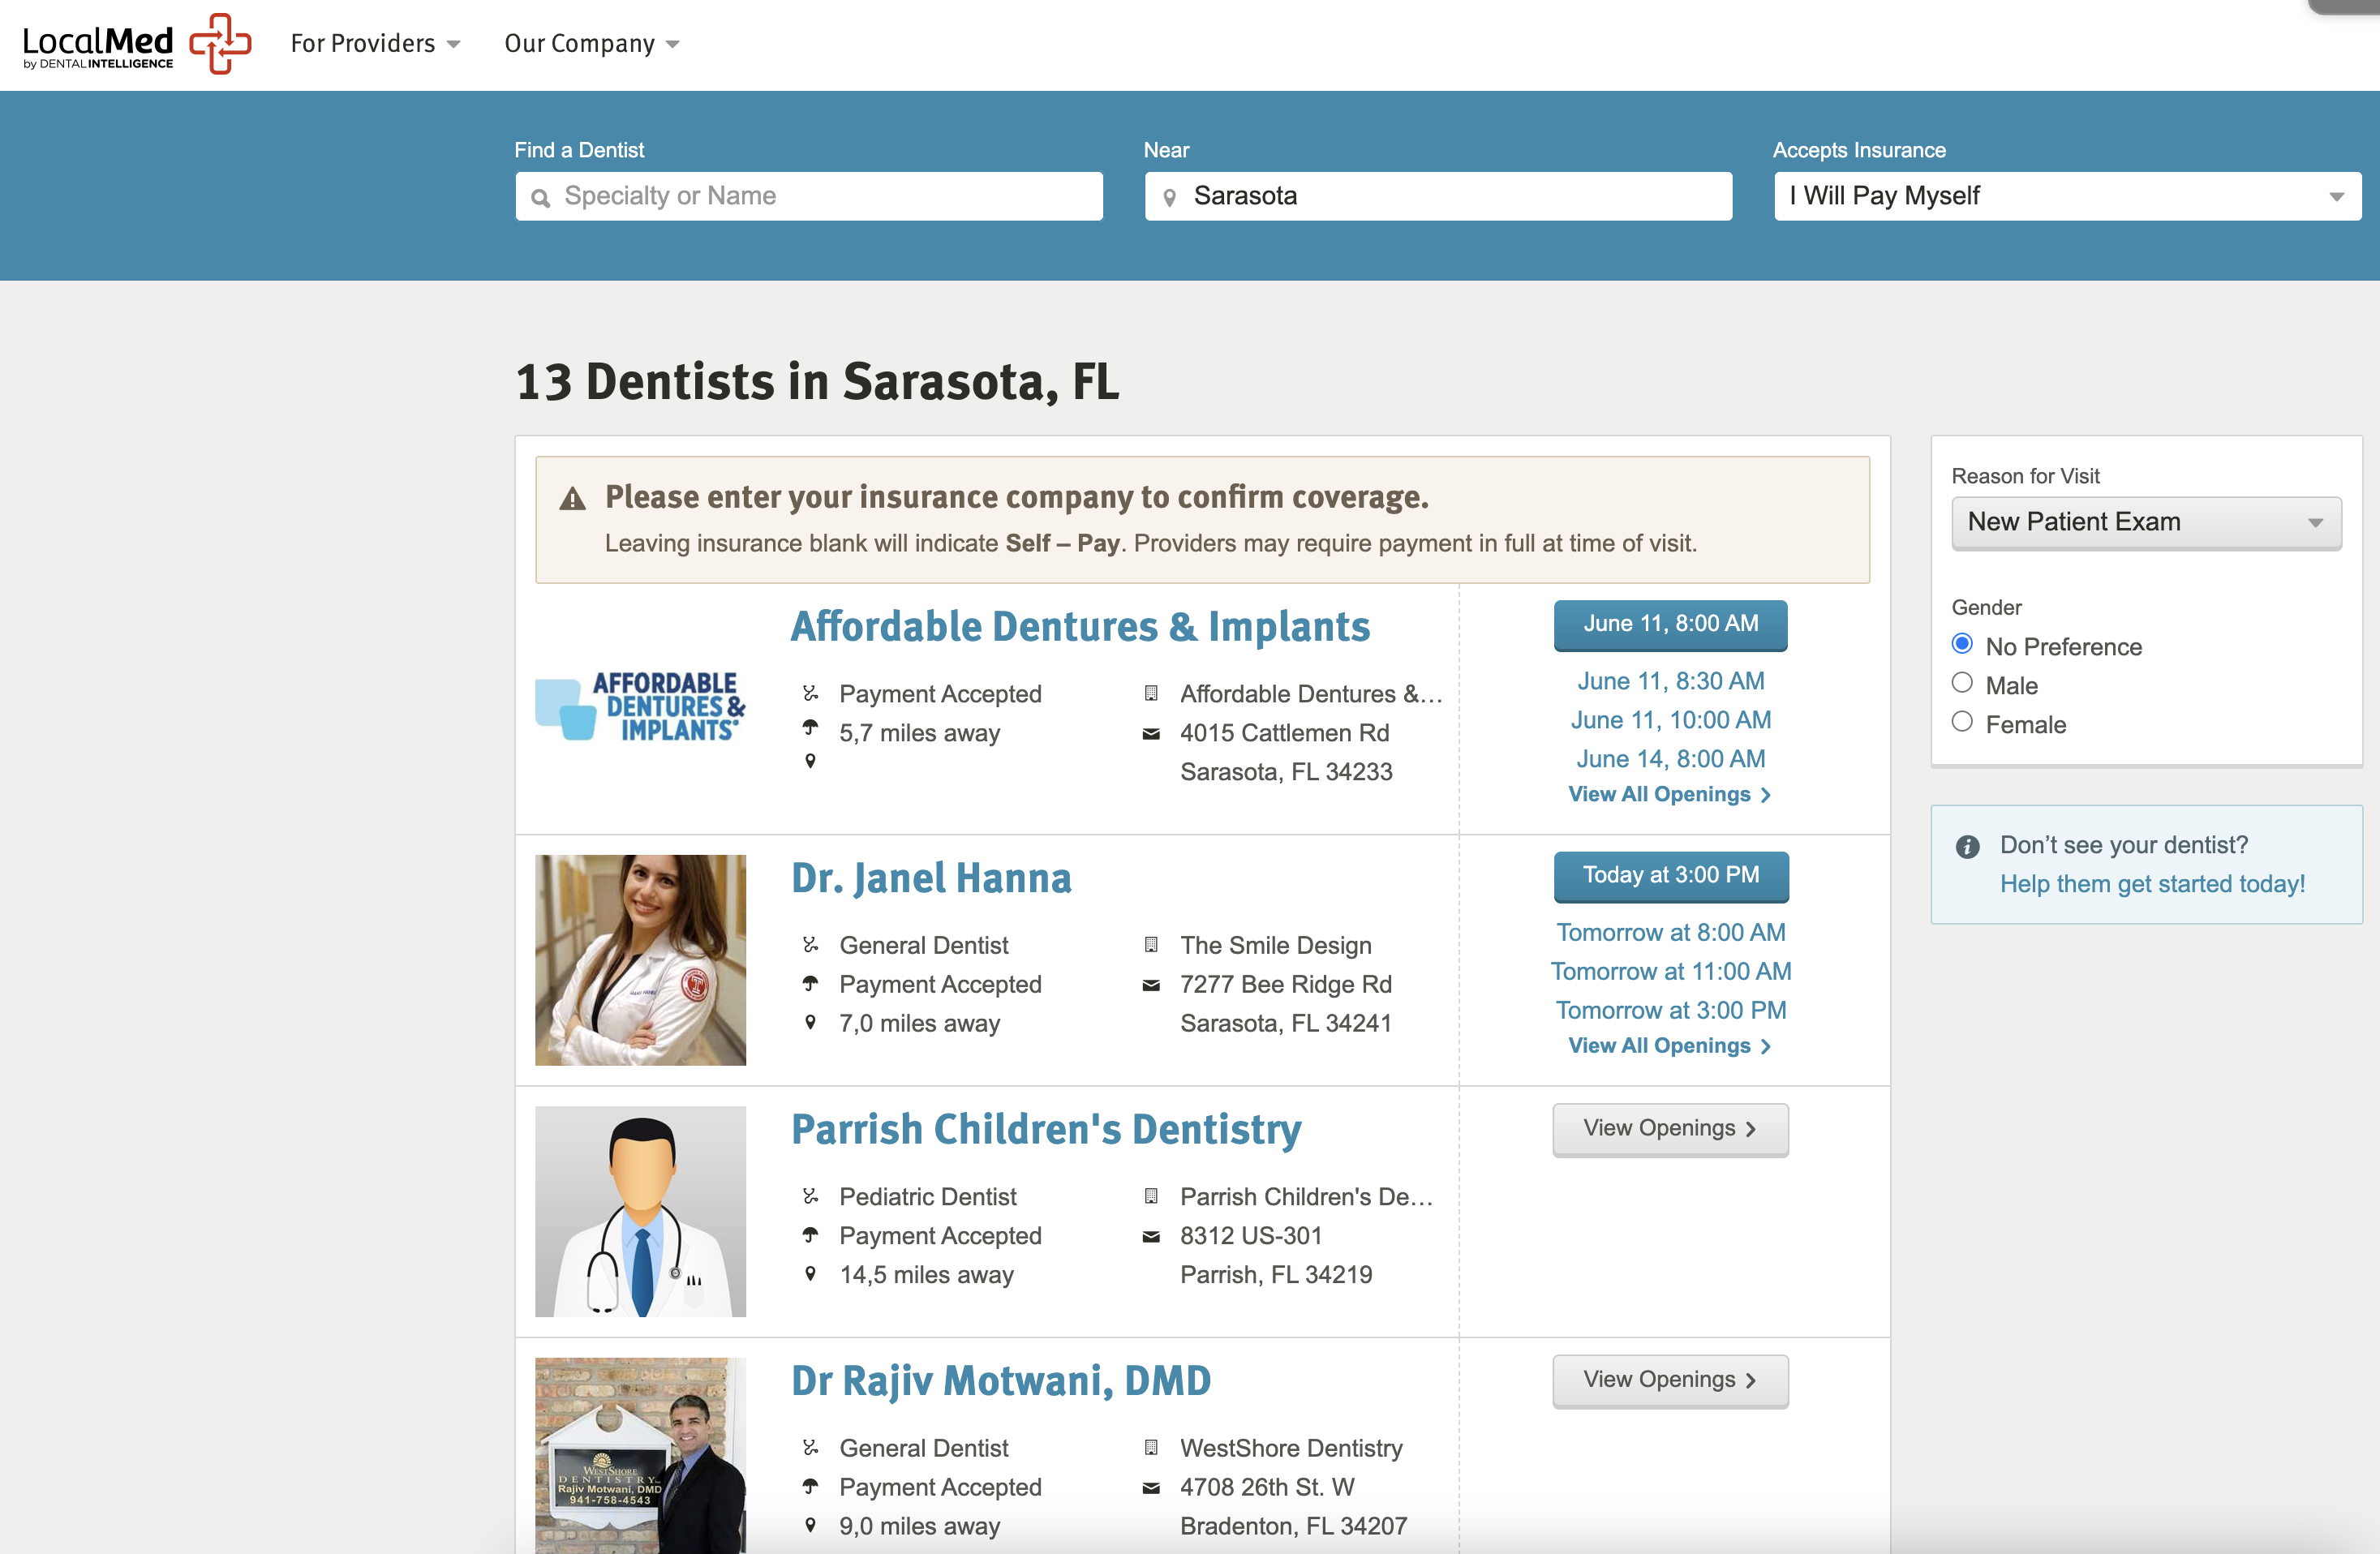 LocalMed
by DENTALINTELLIGENCE
For Providers
Our Company
Find a Dentist
Near
Accepts Insurance
Specialty or Name
Sarasota
I Will Pay Myself
13 Dentists in Sarasota, FL
Please enter your insurance company to confirm coverage.
Leaving insurance blank will indicate Self – Pay. Providers may require payment in full at time of visit.
AFFORDABLE
DENTURES &
IMPLANTS
Affordable Dentures & Implants
Payment Accepted
5,7 miles away
Affordable Dentures &…
4015 Cattlemen Rd
Sarasota, FL 34233
June 11, 8:00 AM
June 11, 8:30 AM
June 11, 10:00 AM
June 14, 8:00 AM
View All Openings
Dr. Janel Hanna
General Dentist
Payment Accepted
7,0 miles away
The Smile Design
7277 Bee Ridge Rd
Sarasota, FL 34241
Today at 3:00 PM
Tomorrow at 8:00 AM
Tomorrow at 11:00 AM
Tomorrow at 3:00 PM
View All Openings
Parrish Children's Dentistry
Pediatric Dentist
Payment Accepted
14,5 miles away
Parrish Children's De…
8312 US-301
Parrish, FL 34219
View Openings
WESTSHORE
DENTISTRY
Rajiv Motwani, DMD
941-758-4543
Dr Rajiv Motwani, DMD
General Dentist
Payment Accepted
9,0 miles away
WestShore Dentistry
4708 26th St. W
Bradenton, FL 34207
View Openings
Reason for Visit
New Patient Exam
Gender
No Preference
Male
Female
Don’t see your dentist?
Help them get started today!